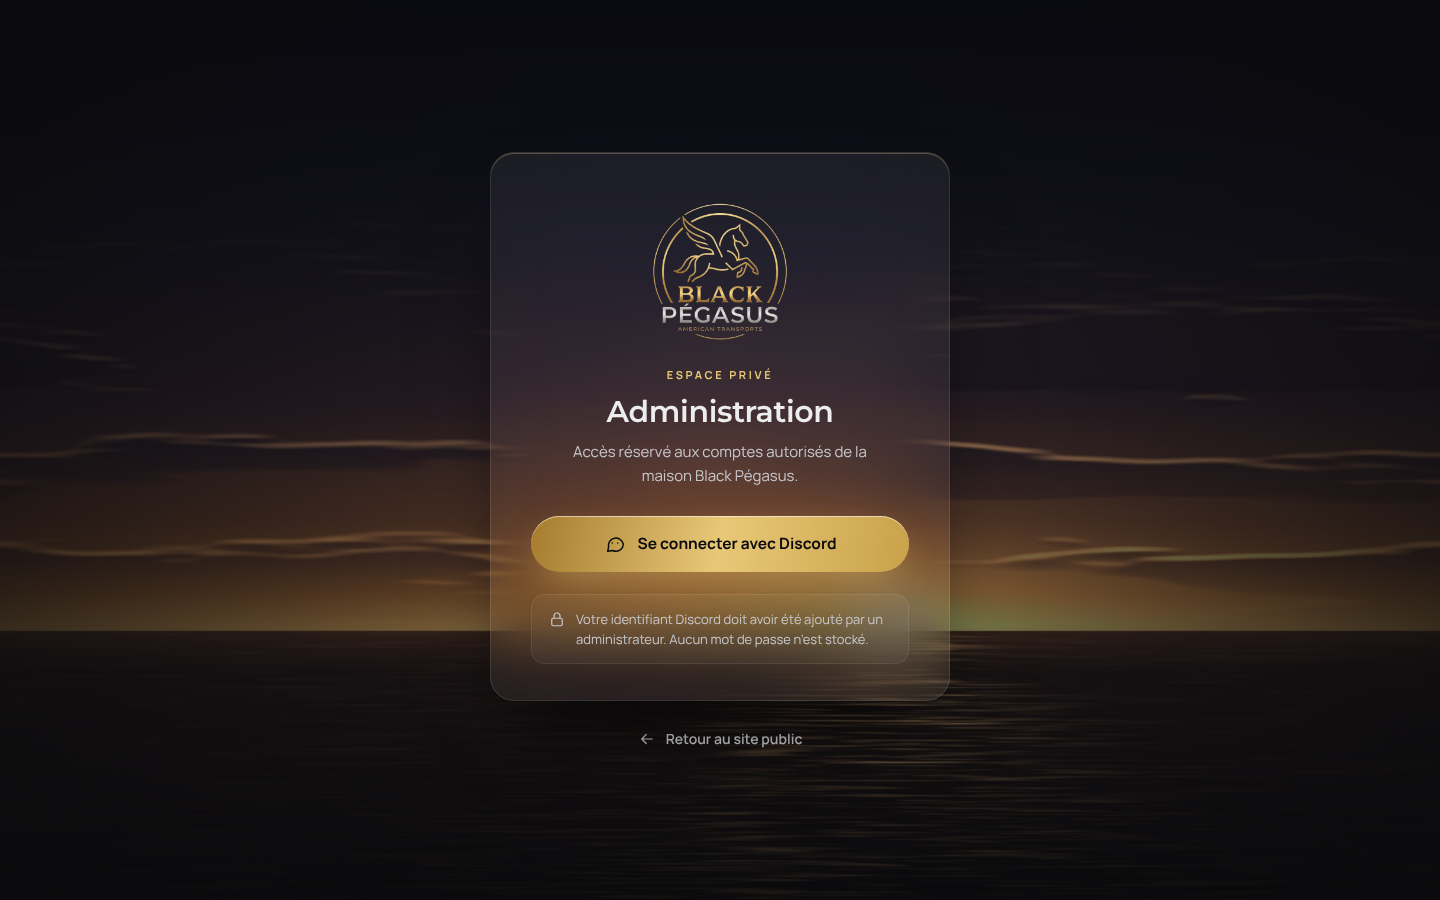 BLACK
PÉGASUS
AMERICAN TRANSPORTS
ESPACE PRIVÉ
Administration
Accès réservé aux comptes autorisés de la
maison Black Pégasus.
Se connecter avec Discord
Votre identifiant Discord doit avoir été ajouté par un
administrateur. Aucun mot de passe n'est stocké.
Retour au site public